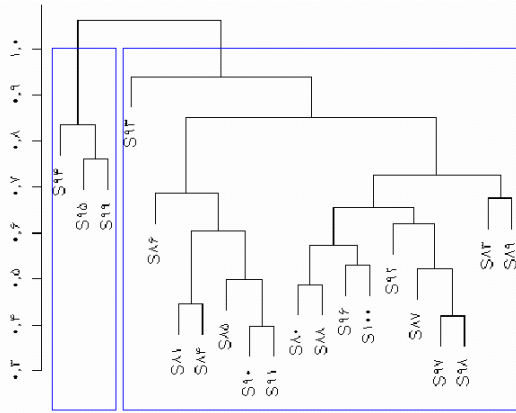 ۱,۰
۰,۹
۰,۸
۰,۷
۰,۶
۰,۵
۰,۴
۰,۳
S۹۴
S۹۵
S۹۹
S۹۳
S۸۶
S۸۱
S۸۴
S۸۵
S۹۰
S۹۱
S۸۰
S۸۸
S۹۶
S۱۰۰
S۹۲
S۸۷
S۹۷
S۹۸
S۸۳
S۸۹